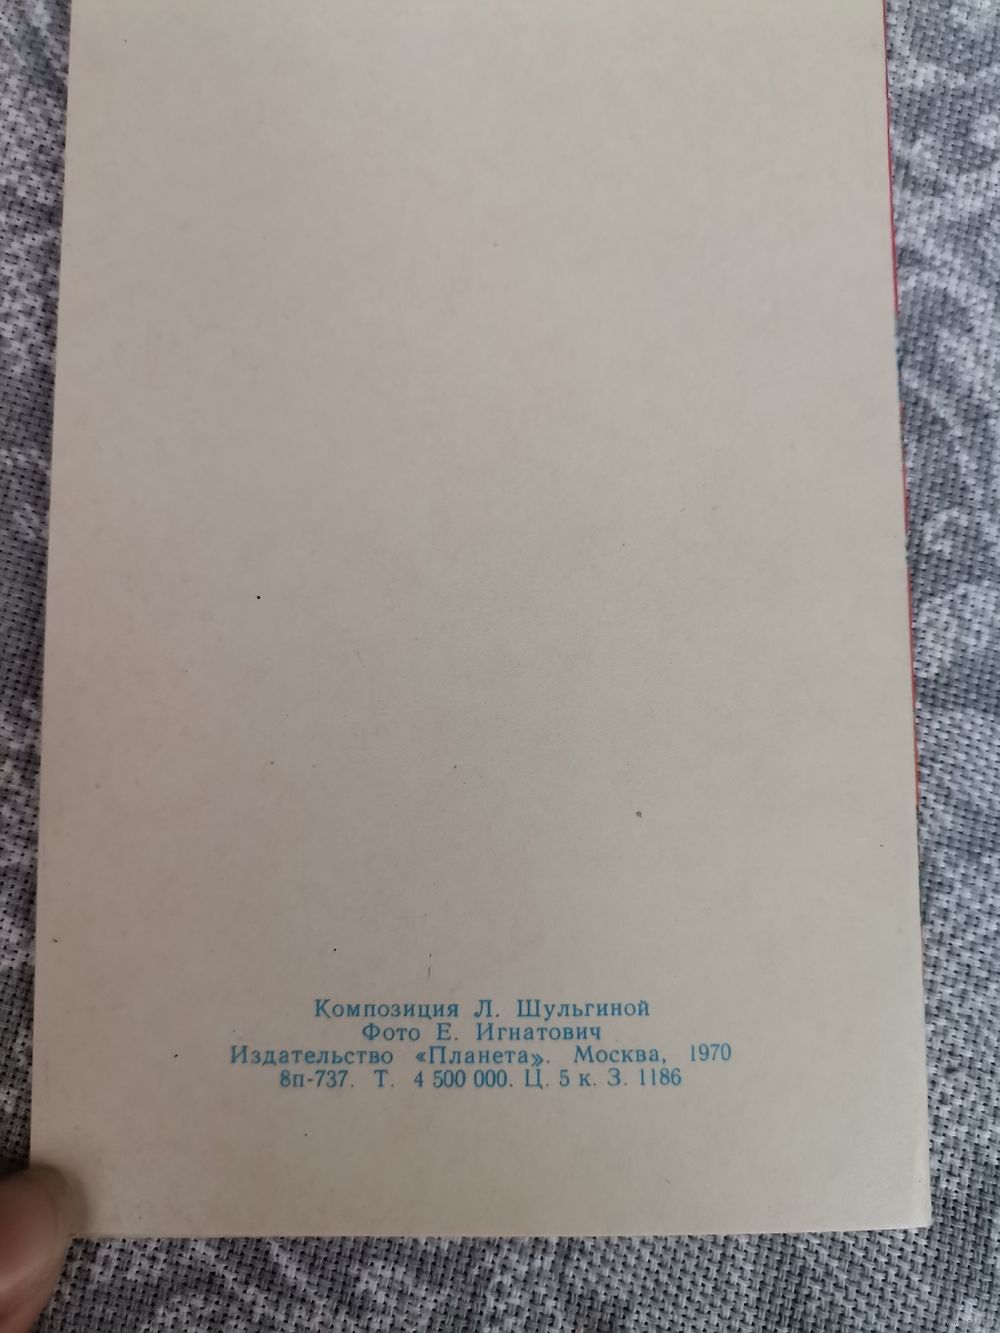 Композиция Л. Шульгиной
Фото Е. Игнатович
Издательство «Планета». Москва, 1970
8п-737. Т. 4 500 000. Ц. 5 к. З. 1186